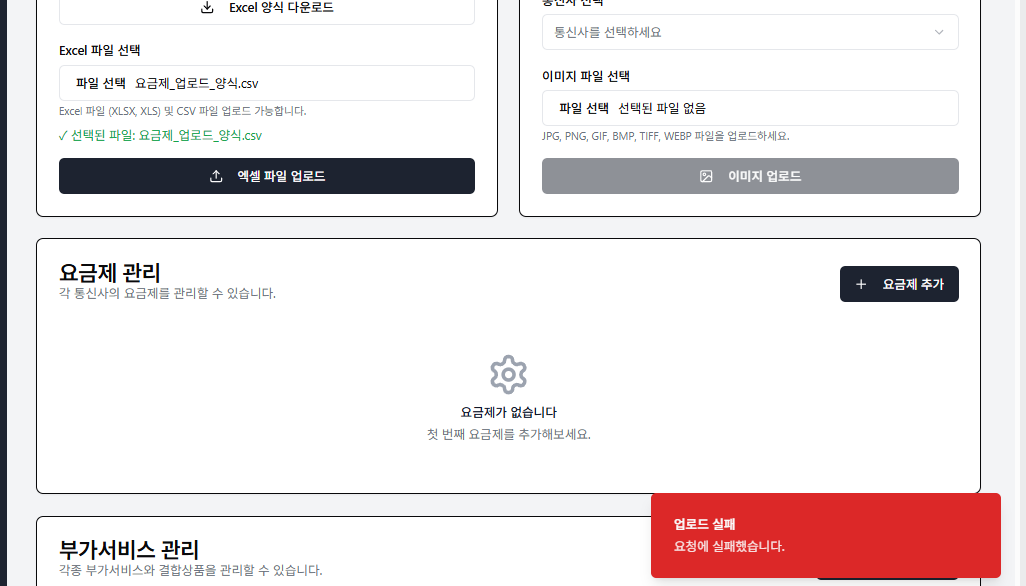 Excel 양식 다운로드
Excel 파일 선택
파일 선택 요금제_업로드_양식.csv
Excel 파일 (XLSX, XLS) 및 CSV 파일 업로드 가능합니다.
✓ 선택된 파일: 요금제_업로드_양식.csv
엑셀 파일 업로드
통신사 선택
통신사를 선택하세요
이미지 파일 선택
파일 선택 선택된 파일 없음
JPG, PNG, GIF, BMP, TIFF, WEBP 파일을 업로드하세요.
이미지 업로드
요금제 관리
각 통신사의 요금제를 관리할 수 있습니다.
요금제 추가
요금제가 없습니다
첫 번째 요금제를 추가해보세요.
부가서비스 관리
각종 부가서비스와 결합상품을 관리할 수 있습니다.
업로드 실패
요청에 실패했습니다.